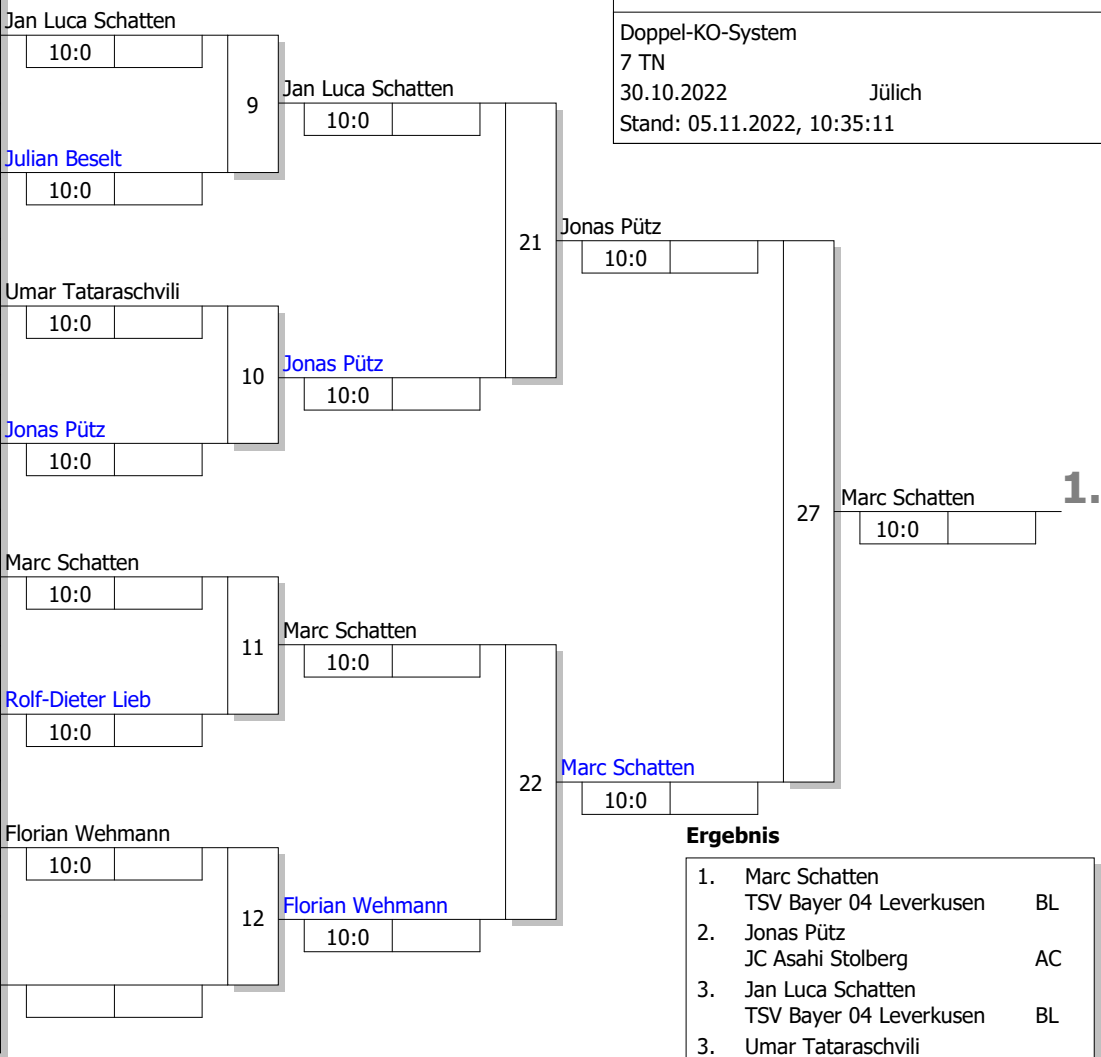 Jan Luca Schatten
10:0
9
Julian Beselt
10:0
Jan Luca Schatten
10:0
Doppel-KO-System
7 TN
30.10.2022 Jülich
Stand: 05.11.2022, 10:35:11
21
Jonas Pütz
10:0
Umar Tataraschvili
10:0
10
Jonas Pütz
10:0
Jonas Pütz
10:0
27
Marc Schatten
10:0
1.
Marc Schatten
10:0
11
Rolf-Dieter Lieb
10:0
Marc Schatten
10:0
22
Marc Schatten
10:0
Florian Wehmann
10:0
12
Florian Wehmann
10:0
Ergebnis
1. Marc Schatten
TSV Bayer 04 Leverkusen BL
2. Jonas Pütz
JC Asahi Stolberg AC
3. Jan Luca Schatten
TSV Bayer 04 Leverkusen BL
3. Umar Tataraschvili